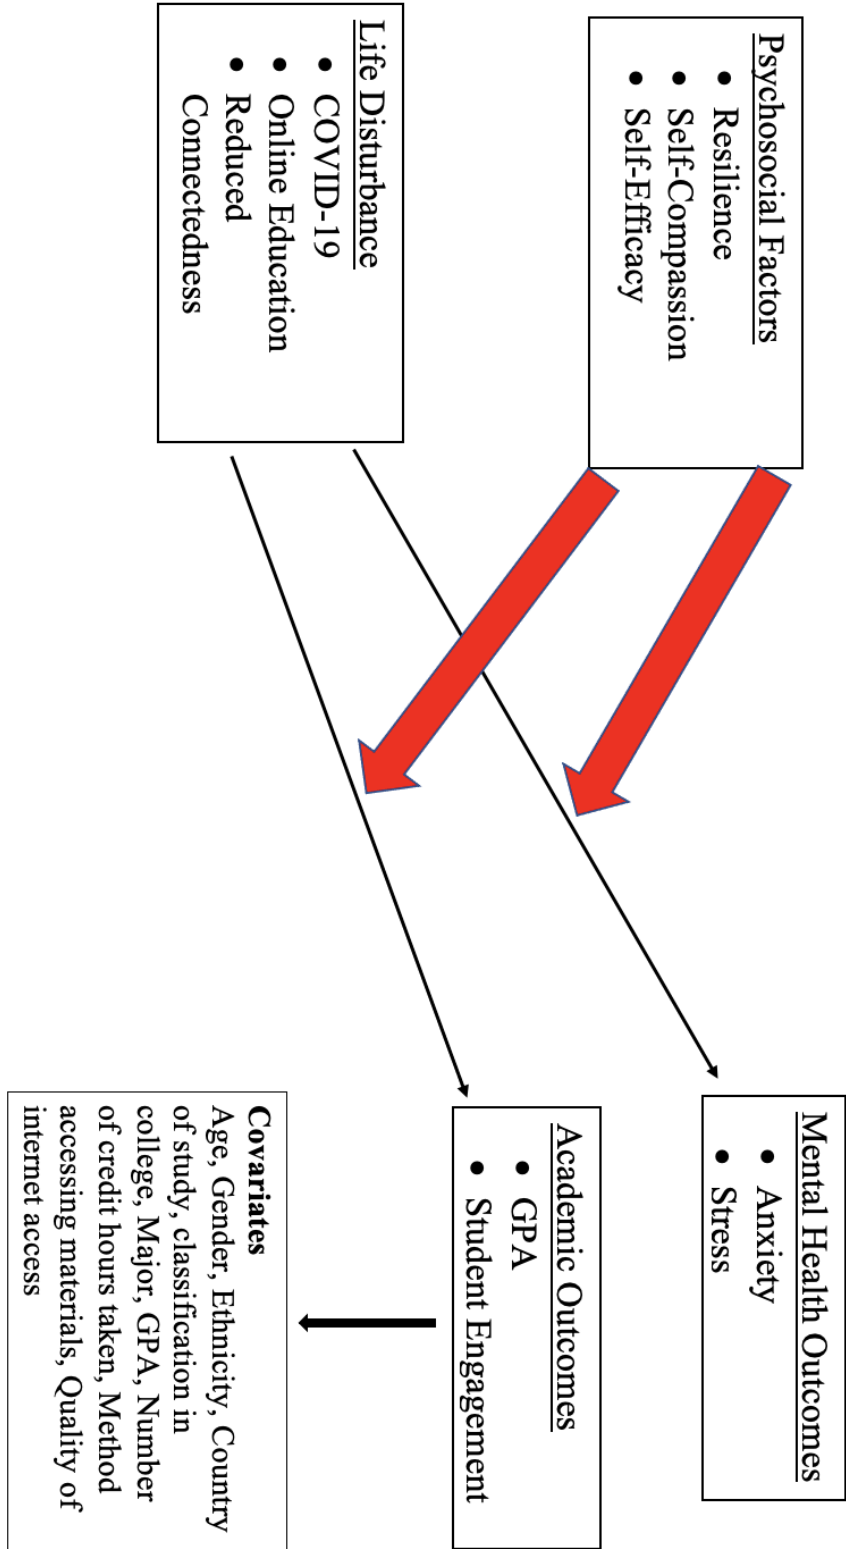 Psychosocial Factors
• Resilience
• Self-Compassion
• Self-Efficacy
Life Disturbance
• COVID-19
• Online Education
• Reduced
Connectedness
Mental Health Outcomes
• Anxiety
• Stress
Academic Outcomes
• GPA
• Student Engagement
Covariates
Age, Gender, Ethnicity, Country
of study, classification in
college, Major, GPA, Number
of credit hours taken, Method
accessing materials, Quality of
internet access